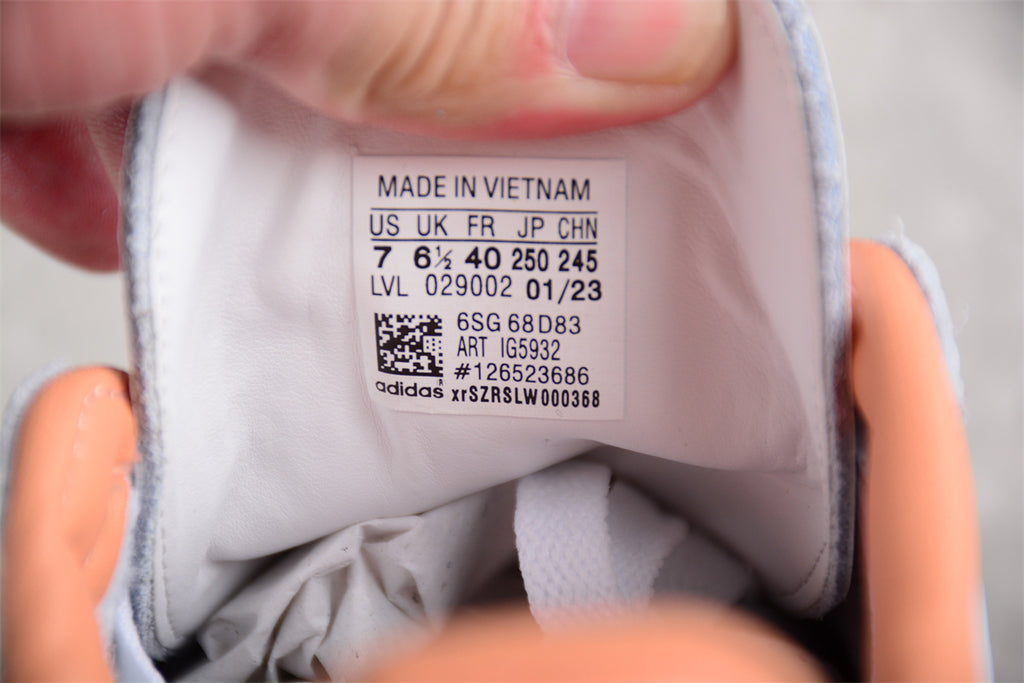 MADE IN VIETNAM
US UK FR JP CHN
7 6½ 40 250 245
LVL 029002 01/23
6SG 68D83
ART IG5932
#126523686
adidas xrSZRSLW000368